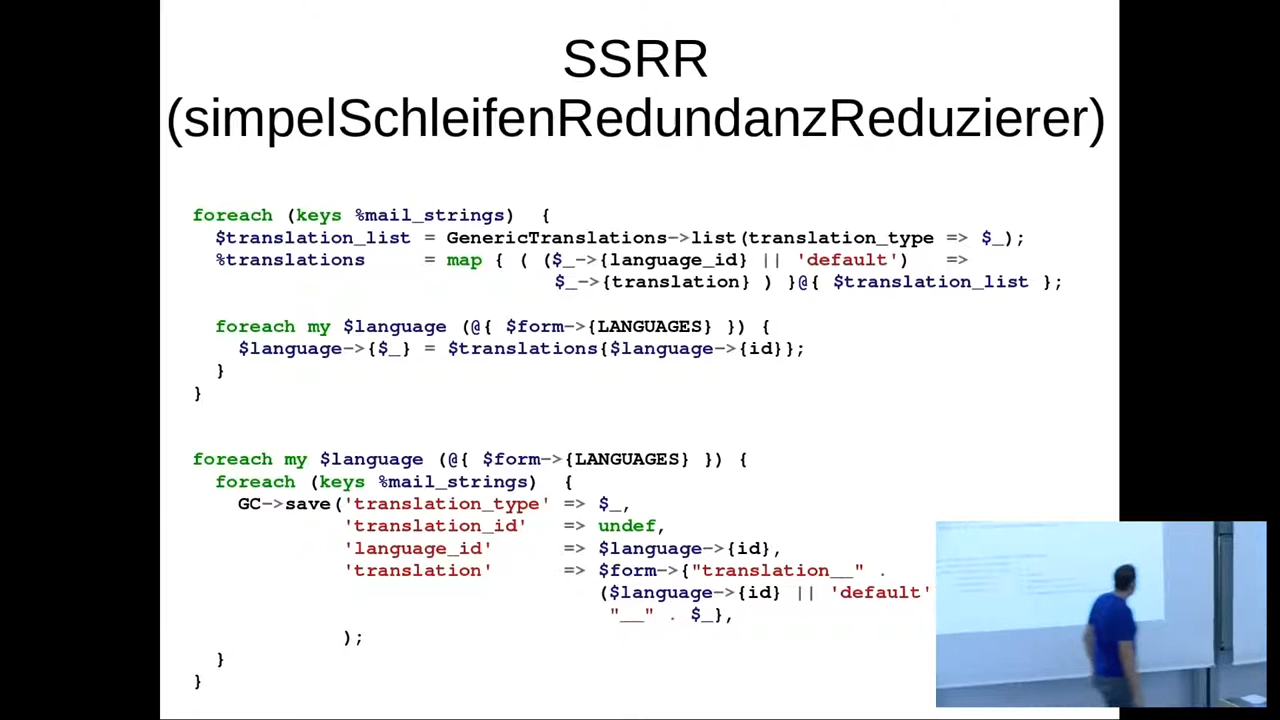 SSRR
(simpelSchleifenRedundanzReduzierer)
foreach (keys %mail_strings)  {
  $translation_list = GenericTranslations->list(translation_type => $_);
  %translations     = map { ( ($_->{language_id} || 'default')   =>
                               $_->{translation} ) }@{ $translation_list };
  foreach my $language (@{ $form->{LANGUAGES} }) {
    $language->{$_} = $translations{$language->{id}};
  }
}
foreach my $language (@{ $form->{LANGUAGES} }) {
  foreach (keys %mail_strings)  {
    GC->save('translation_type' => $_,
             'translation_id'   => undef,
             'language_id'      => $language->{id},
             'translation'      => $form->{"translation__" .
                                   ($language->{id} || 'default'
                                    "__" . $_},
             );
  }
}